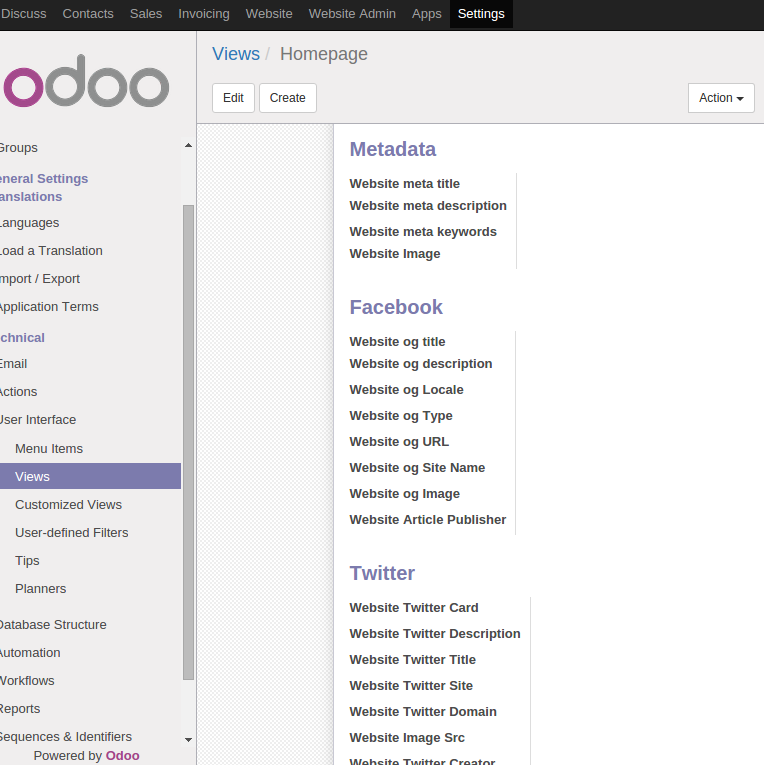 Discuss Contacts Sales Invoicing Website Website Admin Apps Settings
odoo
Views / Homepage
Edit Create Action
Groups
eneral Settings
anslations
Languages
Load a Translation
mport / Export
Application Terms
chnical
Email
Actions
User Interface
Menu Items
Views
Customized Views
User-defined Filters
Tips
Planners
Database Structure
Automation
Workflows
Reports
Sequences & Identifiers
Powered by Odoo
Metadata
Website meta title
Website meta description
Website meta keywords
Website Image
Facebook
Website og title
Website og description
Website og Locale
Website og Type
Website og URL
Website og Site Name
Website og Image
Website Article Publisher
Twitter
Website Twitter Card
Website Twitter Description
Website Twitter Title
Website Twitter Site
Website Twitter Domain
Website Image Src
Website Twitter Creator